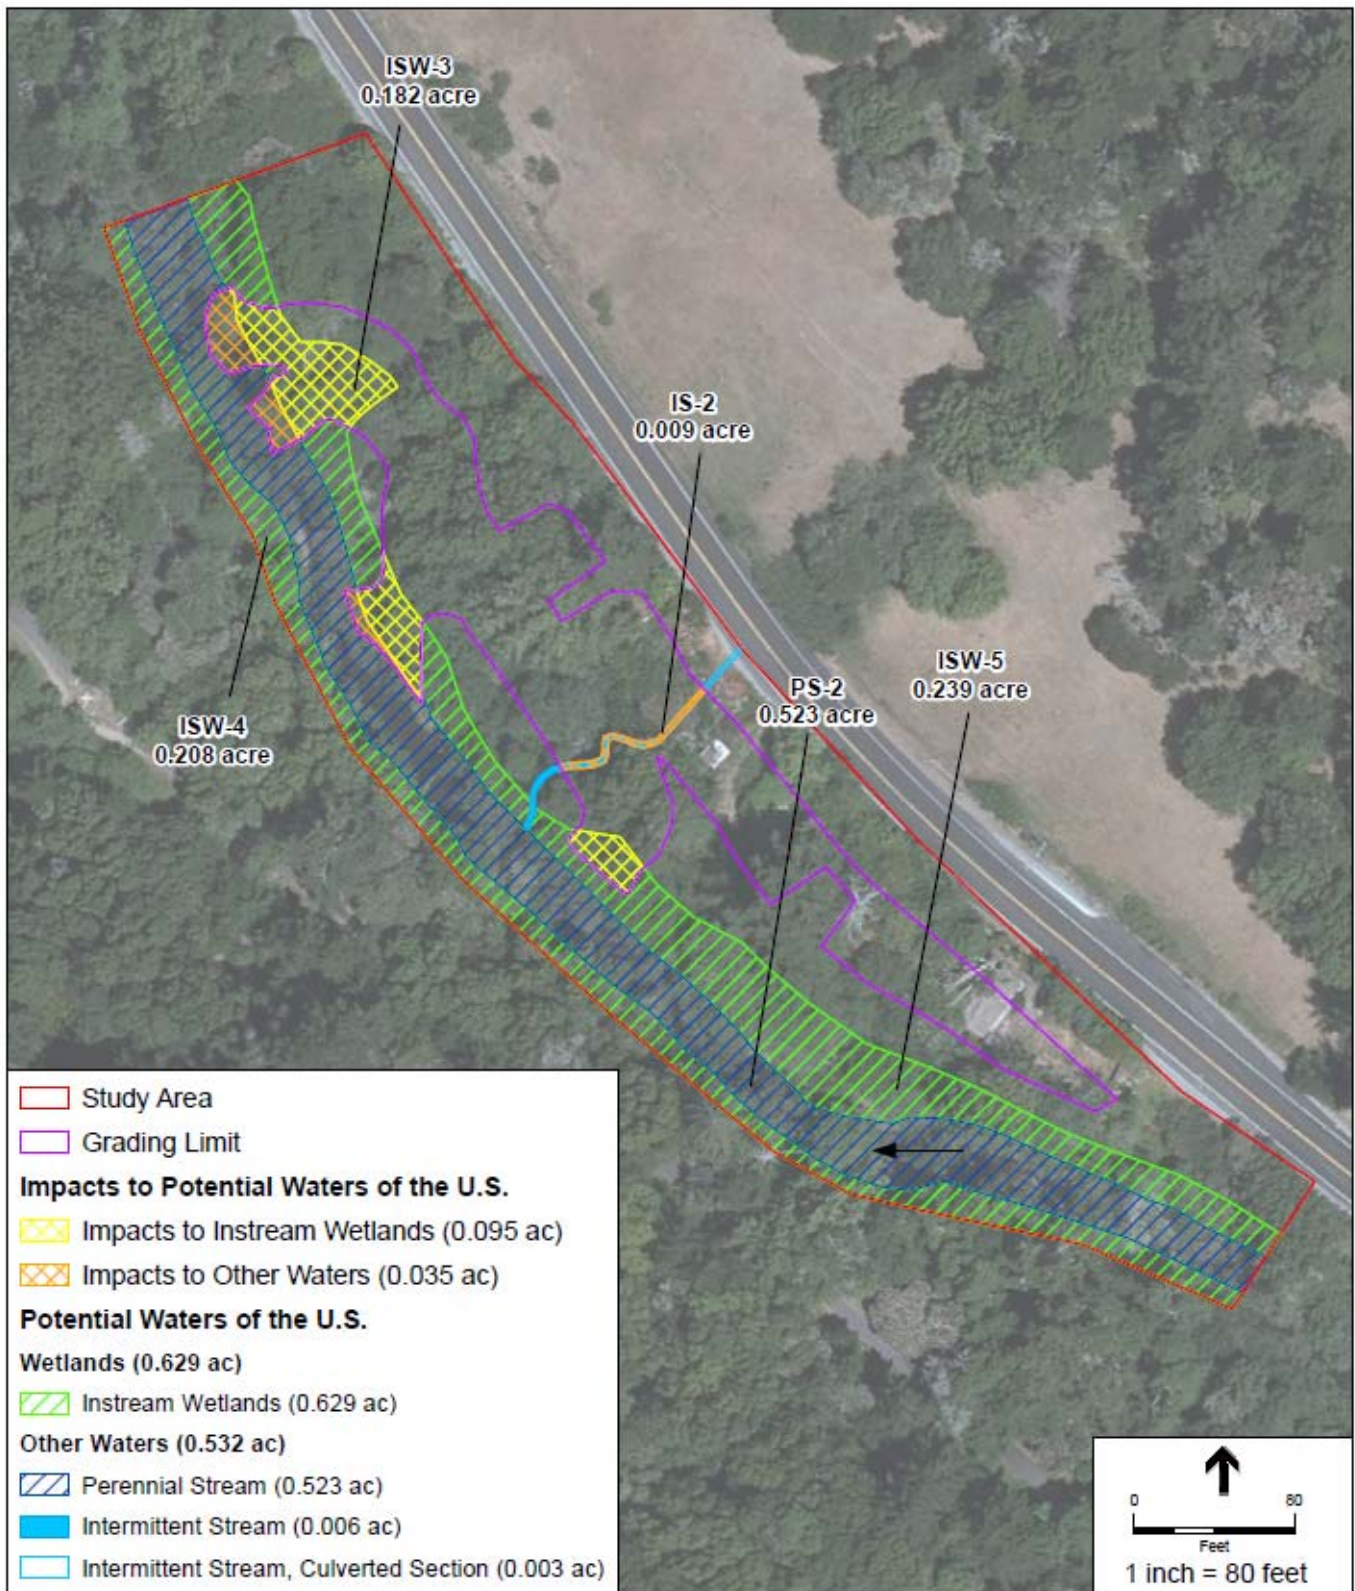 ISW-3
0.182 acre
IS-2
0.009 acre
ISW-5
0.239 acre
PS-2
0.523 acre
ISW-4
0.208 acre
Study Area
Grading Limit
Impacts to Potential Waters of the U.S.
Impacts to Instream Wetlands (0.095 ac)
Impacts to Other Waters (0.035 ac)
Potential Waters of the U.S.
Wetlands (0.629 ac)
Instream Wetlands (0.629 ac)
Other Waters (0.532 ac)
Perennial Stream (0.523 ac)
Intermittent Stream (0.006 ac)
Intermittent Stream, Culverted Section (0.003 ac)
0 80
Feet
1 inch = 80 feet